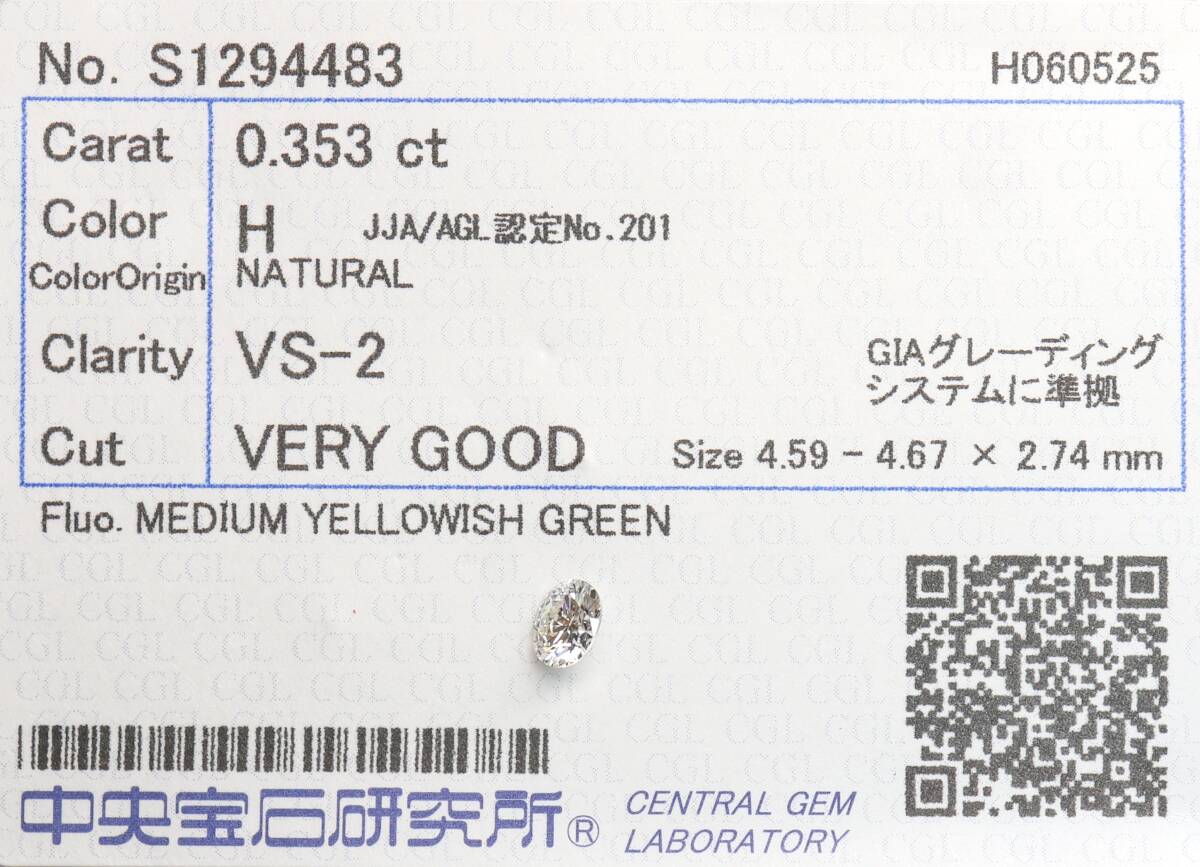 No. S1294483
H060525
Carat 0.353 ct
Color H JJA/AGL認定No.201
ColorOrigin NATURAL
Clarity VS-2
GIAグレーディング
システムに準拠
Cut VERY GOOD Size 4.59 - 4.67 × 2.74 mm
Fluo. MEDIUM YELLOWISH GREEN
中央宝石研究所®
CENTRAL GEM
LABORATORY